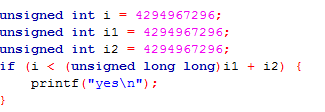 unsigned int i = 4294967296;
unsigned int i1 = 4294967296;
unsigned int i2 = 4294967296;
if (i < (unsigned long long)i1 + i2) {
    printf("yes\n");
}